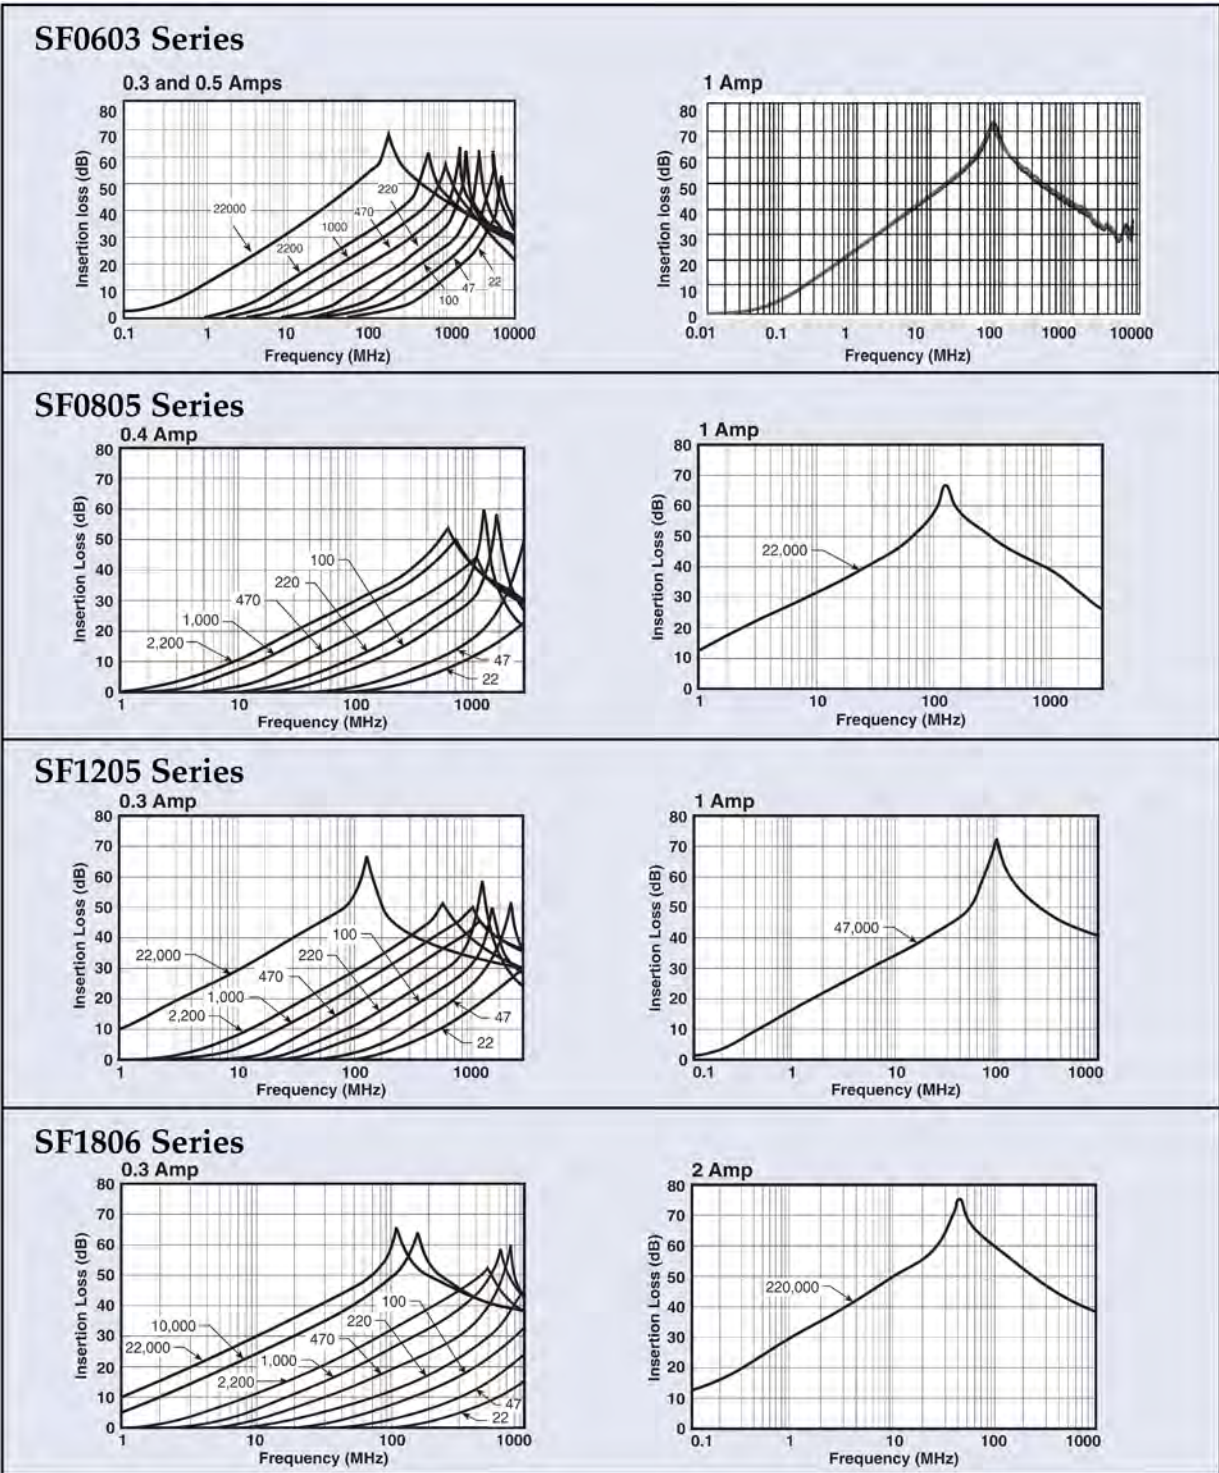 SF0603 Series
0.3 and 0.5 Amps
Insertion loss (dB)
80
70
60
50
40
30
20
10
0
22000
2200
1000
470
220
100
47
22
0.1 1 10 100 1000 10000
Frequency (MHz)
1 Amp
Insertion loss (dB)
80
70
60
50
40
30
20
10
0
0.01 0.1 1 10 100 1000 10000
Frequency (MHz)
SF0805 Series
0.4 Amp
Insertion Loss (dB)
80
70
60
50
40
30
20
10
0
100
220
470
1,000
2,200
47
22
1 10 100 1000
Frequency (MHz)
1 Amp
Insertion Loss (dB)
80
70
60
50
40
30
20
10
0
22,000
1 10 100 1000
Frequency (MHz)
SF1205 Series
0.3 Amp
Insertion Loss (dB)
80
70
60
50
40
30
20
10
0
100
220
22,000
470
1,000
2,200
47
22
1 10 100 1000
Frequency (MHz)
1 Amp
Insertion Loss (dB)
80
70
60
50
40
30
20
10
0
47,000
0.1 1 10 100 1000
Frequency (MHz)
SF1806 Series
0.3 Amp
Insertion Loss (dB)
80
70
60
50
40
30
20
10
0
100
220
10,000
470
22,000
1,000
2,200
47
22
1 10 100 1000
Frequency (MHz)
2 Amp
Insertion Loss (dB)
80
70
60
50
40
30
20
10
0
220,000
0.1 1 10 100 1000
Frequency (MHz)